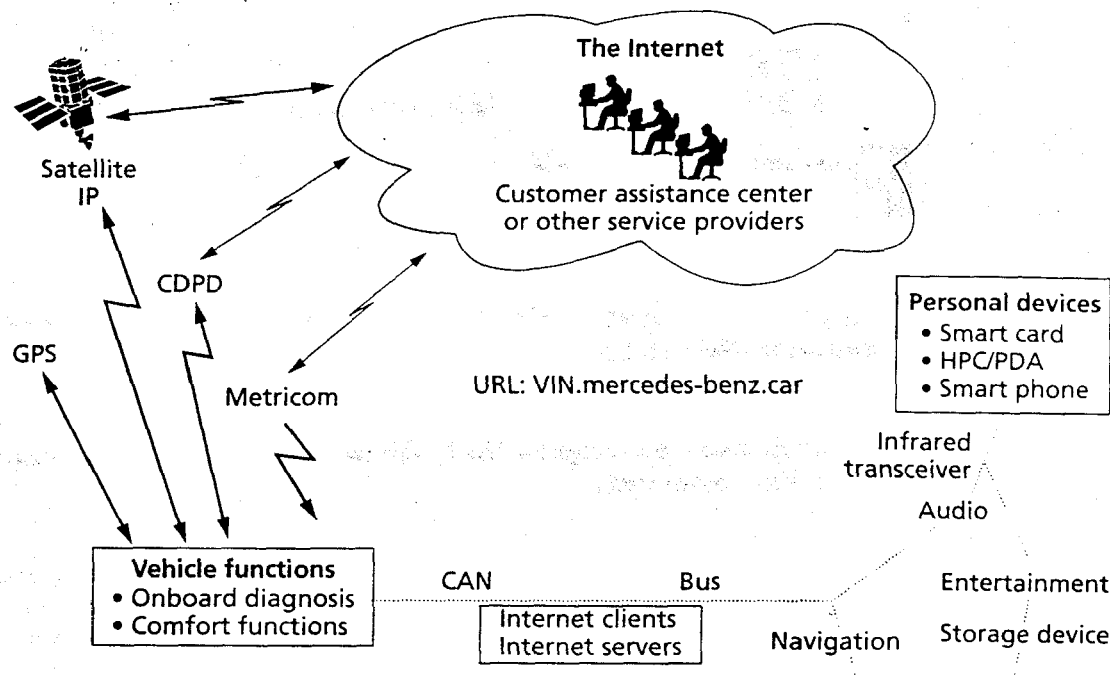 The Internet
Customer assistance center
or other service providers
Satellite
IP
CDPD
GPS
Metricom
URL: VIN.mercedes-benz.car
Personal devices
• Smart card
• HPC/PDA
• Smart phone
Infrared
transceiver
Audio
Vehicle functions
• Onboard diagnosis
• Comfort functions
CAN Bus
Internet clients
Internet servers
Navigation
Entertainment
Storage device